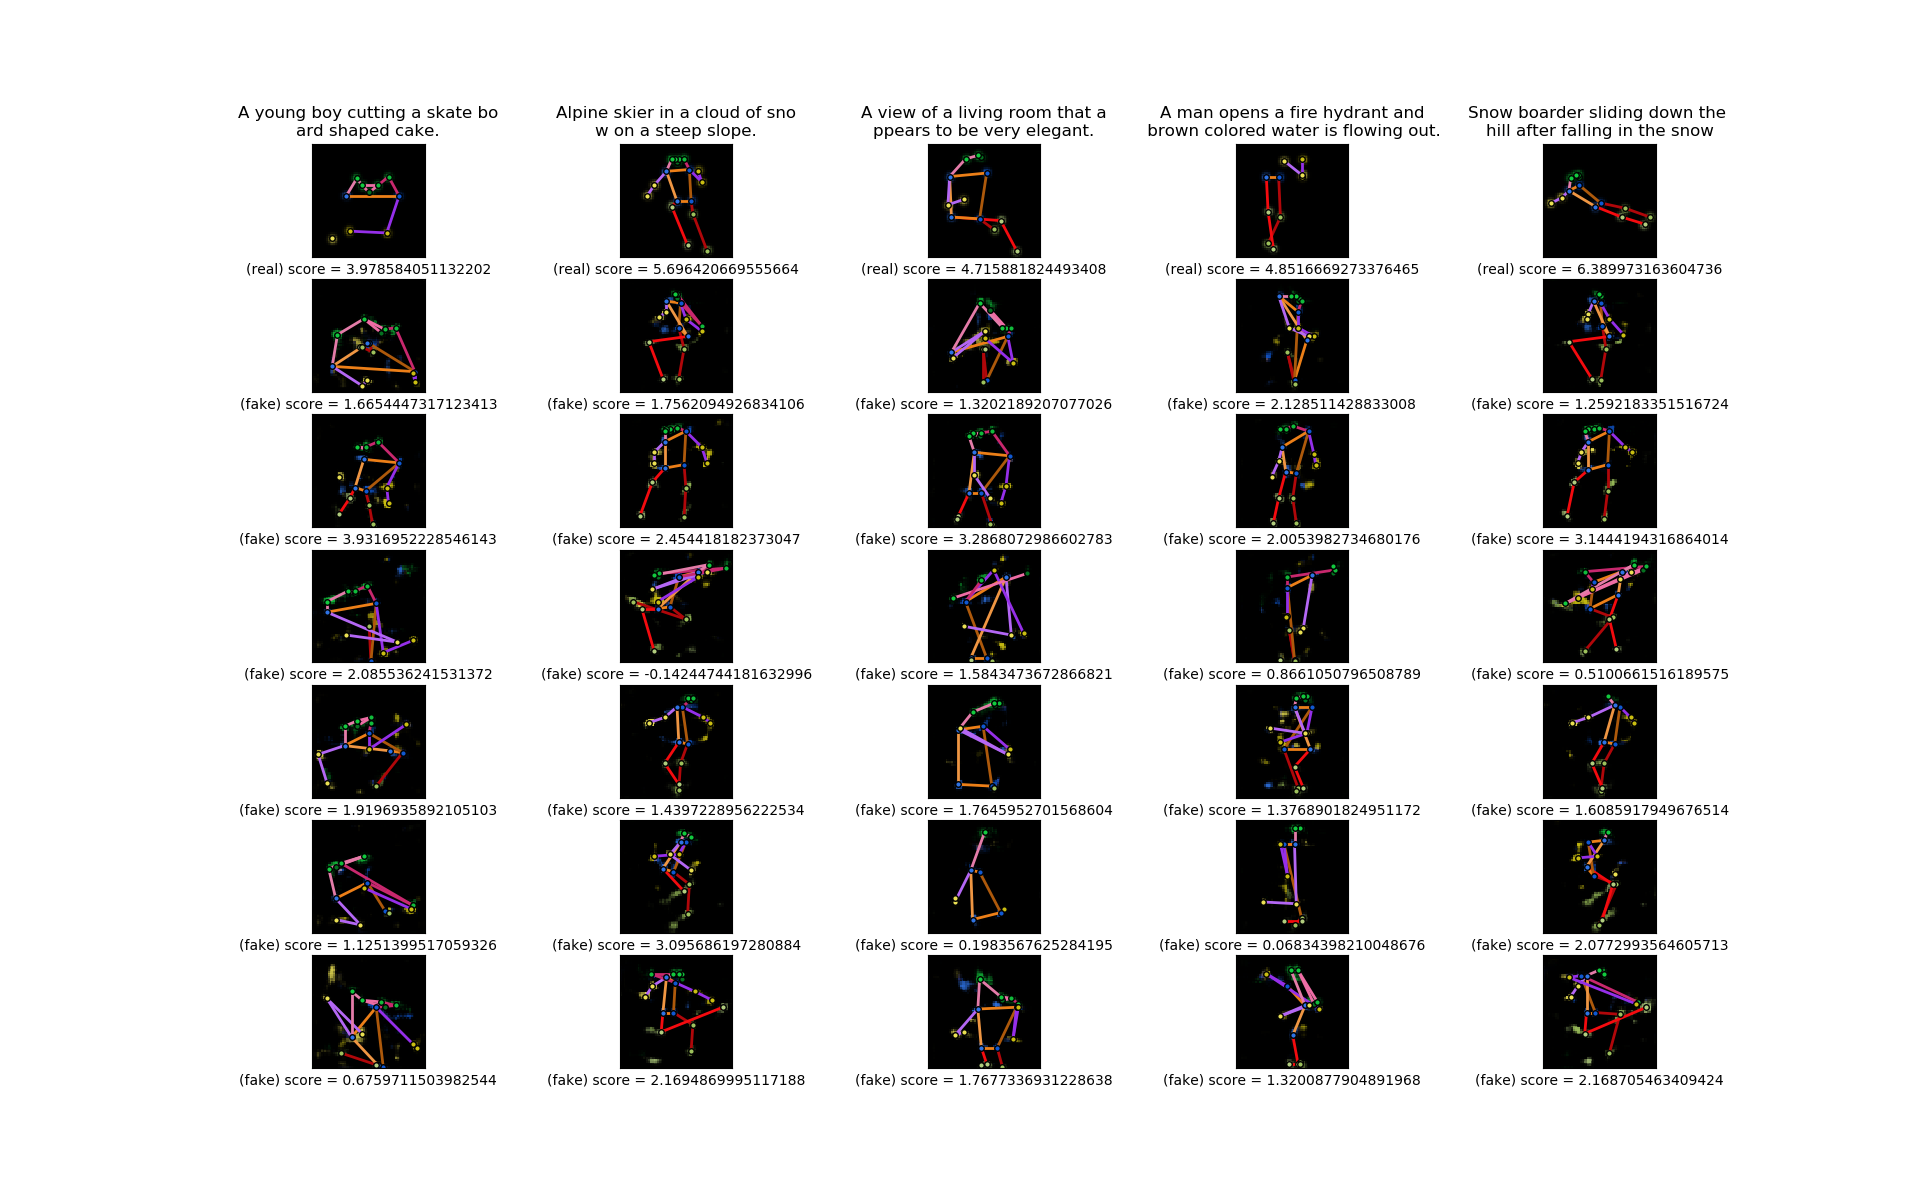 A young boy cutting a skate bo
ard shaped cake.
Alpine skier in a cloud of sno
w on a steep slope.
A view of a living room that a
ppears to be very elegant.
A man opens a fire hydrant and
brown colored water is flowing out.
Snow boarder sliding down the
hill after falling in the snow
(real) score = 3.978584051132202
(real) score = 5.696420669555664
(real) score = 4.715881824493408
(real) score = 4.8516669273376465
(real) score = 6.389973163604736
(fake) score = 1.6654447317123413
(fake) score = 1.7562094926834106
(fake) score = 1.3202189207077026
(fake) score = 2.128511428833008
(fake) score = 1.2592183351516724
(fake) score = 3.9316952228546143
(fake) score = 2.454418182373047
(fake) score = 3.2868072986602783
(fake) score = 2.0053982734680176
(fake) score = 3.1444194316864014
(fake) score = 2.085536241531372
(fake) score = -0.14244744181632996
(fake) score = 1.5843473672866821
(fake) score = 0.8661050796508789
(fake) score = 0.5100661516189575
(fake) score = 1.9196935892105103
(fake) score = 1.4397228956222534
(fake) score = 1.7645952701568604
(fake) score = 1.3768901824951172
(fake) score = 1.6085917949676514
(fake) score = 1.1251399517059326
(fake) score = 3.095686197280884
(fake) score = 0.1983567625284195
(fake) score = 0.06834398210048676
(fake) score = 2.0772993564605713
(fake) score = 0.6759711503982544
(fake) score = 2.1694869995117188
(fake) score = 1.7677336931228638
(fake) score = 1.3200877904891968
(fake) score = 2.168705463409424